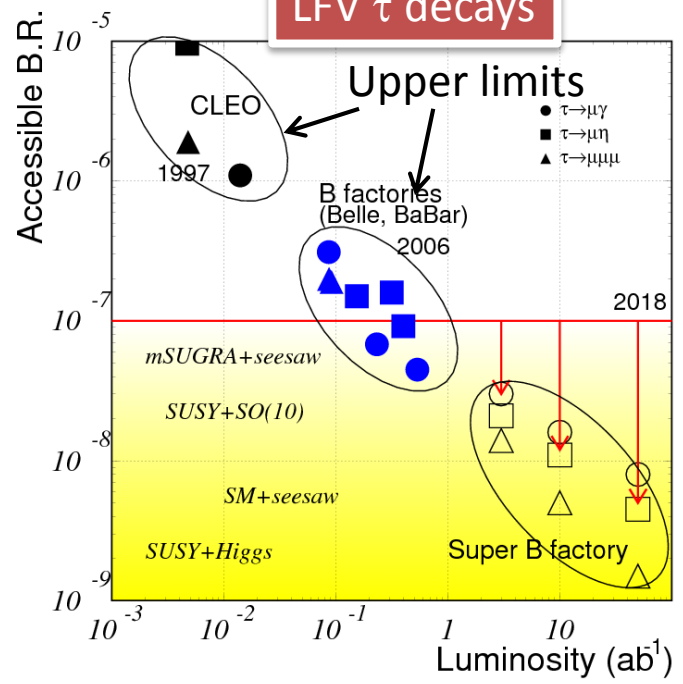 LFV τ decays
Accessible B.R.
10 -5
10 -6
10 -7
10 -8
10 -9
Upper limits
CLEO
1997
τ→μγ
τ→μη
τ→μμμ
B factories
(Belle, BaBar)
2006
2018
mSUGRA+seesaw
SUSY+SO(10)
SM+seesaw
SUSY+Higgs
Super B factory
10 -3
10 -2
10 -1
1
10
Luminosity (ab-1)